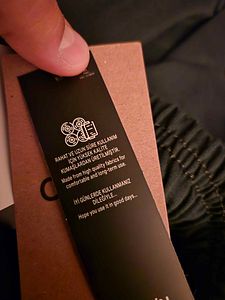 RAHAT VE UZUN SÜRE KULLANIM
İÇİN YÜKSEK KALİTE
KUMAŞLARDAN ÜRETİLMİŞTİR.
Made from high quality fabrics for
comfortable and long-term use.
İYİ GÜNLERDE KULLANMANIZ
DİLEĞİYLE...
Hope you use it in good days...